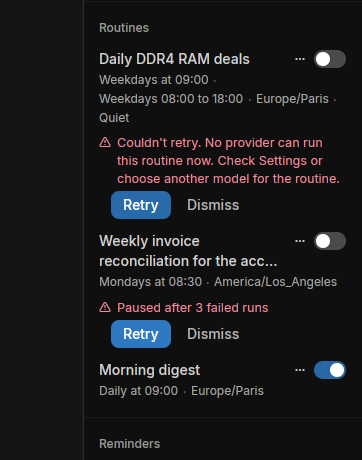 Routines
Daily DDR4 RAM deals ···
Weekdays at 09:00 ·
Weekdays 08:00 to 18:00 · Europe/Paris ·
Quiet
Couldn't retry. No provider can run
this routine now. Check Settings or
choose another model for the routine.
Retry Dismiss
Weekly invoice ···
reconciliation for the acc...
Mondays at 08:30 · America/Los_Angeles
Paused after 3 failed runs
Retry Dismiss
Morning digest ···
Daily at 09:00 · Europe/Paris
Reminders